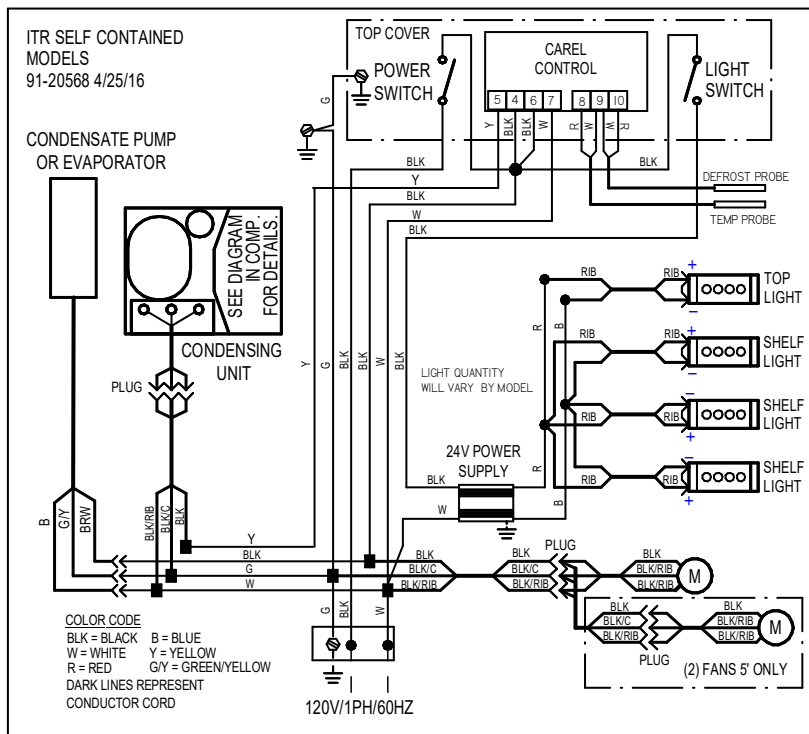 ITR SELF CONTAINED
MODELS
91-20568 4/25/16
TOP COVER
POWER
SWITCH
CAREL
CONTROL
LIGHT
SWITCH
5 4 6 7 8 9 10
Y BLK BLK W R W W R
G
CONDENSATE PUMP
OR EVAPORATOR
BLK
BLK
Y
BLK
W
BLK
DEFROST PROBE
TEMP PROBE
SEE DIAGRAM
IN COMP.
FOR DETAILS.
CONDENSING
UNIT
PLUG
Y G BLK BLK W BLK
LIGHT QUANTITY
WILL VARY BY MODEL
R B
+
RIB RIB
TOP
LIGHT
−
+
RIB RIB
SHELF
LIGHT
−
−
RIB RIB
SHELF
LIGHT
+
−
RIB RIB
SHELF
LIGHT
+
24V POWER
SUPPLY
BLK
W
R
B
B G/Y BRW
BLK/RIB BLK/C BLK
Y
BLK
G
W
BLK
BLK/C
BLK/RIB
BLK
BLK/C
BLK/RIB
PLUG
BLK
BLK/RIB
BLK/RIB
M
BLK
BLK/C
BLK/RIB
PLUG
BLK
BLK/RIB
BLK/RIB
M
(2) FANS 5' ONLY
G BLK W
120V/1PH/60HZ
COLOR CODE
BLK = BLACK B = BLUE
W = WHITE Y = YELLOW
R = RED G/Y = GREEN/YELLOW
DARK LINES REPRESENT
CONDUCTOR CORD